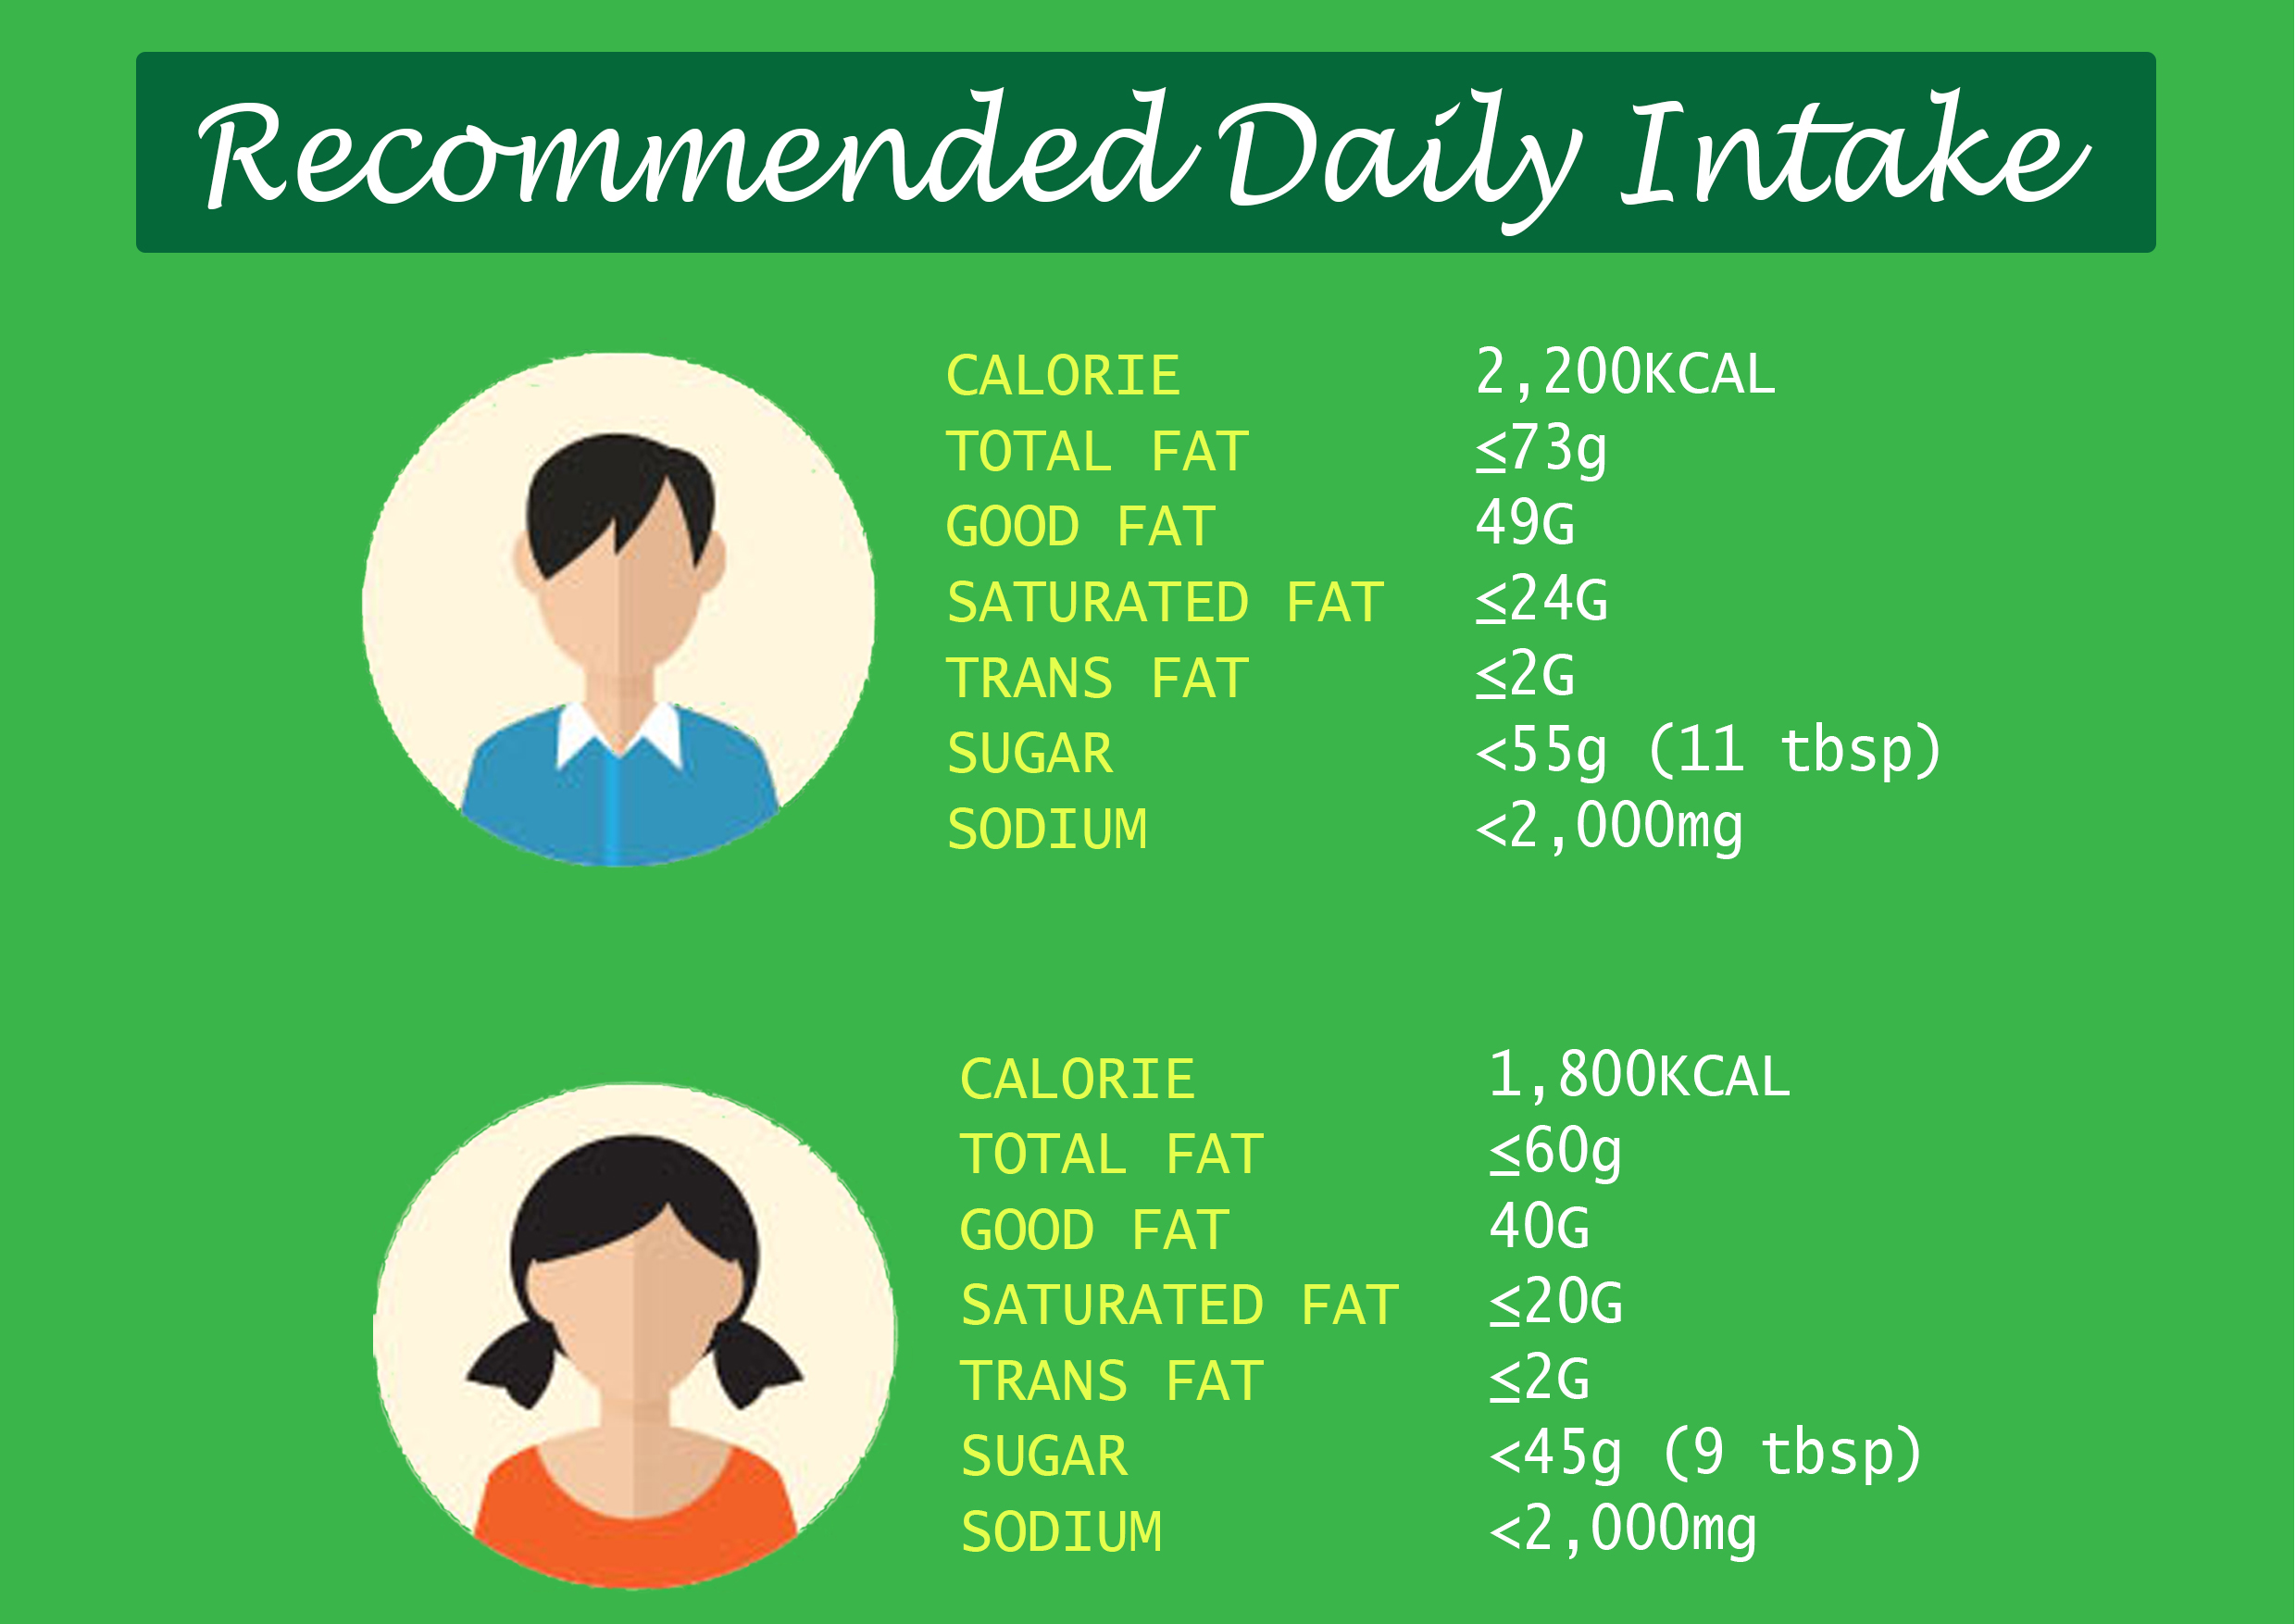 Recommended Daily Intake
CALORIE 2,200KCAL
TOTAL FAT ≤73g
GOOD FAT 49G
SATURATED FAT ≤24G
TRANS FAT ≤2G
SUGAR <55g (11 tbsp)
SODIUM <2,000mg
CALORIE 1,800KCAL
TOTAL FAT ≤60g
GOOD FAT 40G
SATURATED FAT ≤20G
TRANS FAT ≤2G
SUGAR <45g (9 tbsp)
SODIUM <2,000mg